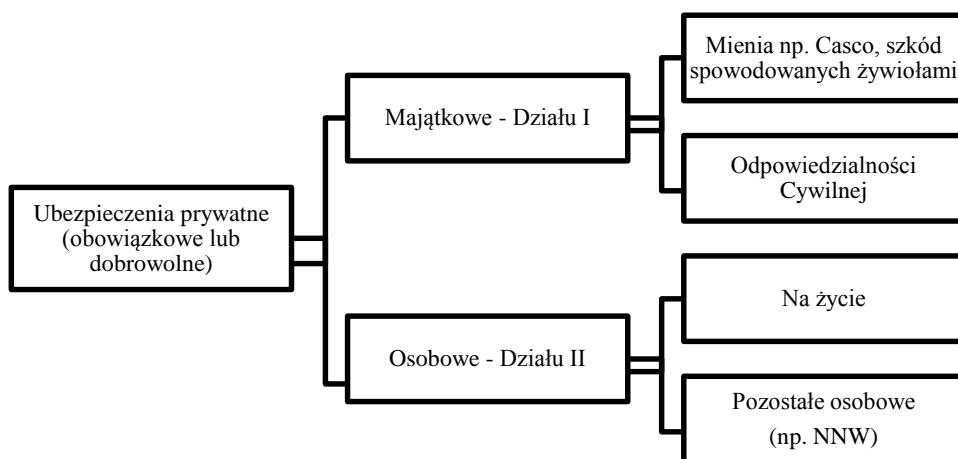 Ubezpieczenia prywatne
(obowiązkowe lub
dobrowolne)
Majątkowe - Działu I
Mienia np. Casco, szkód
spowodowanych żywiołami
Odpowiedzialności
Cywilnej
Osobowe - Działu II
Na życie
Pozostałe osobowe
(np. NNW)